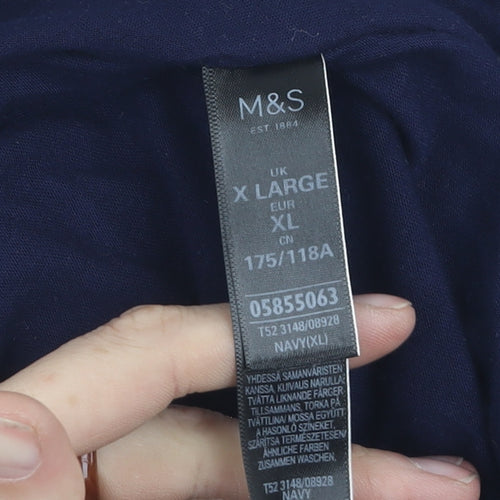 M&S
EST 1884
UK
X LARGE
EUR
XL
CN
175/118A
05855063
T52 3148/08928
NAVY(XL)
YHDESSÄ SAMANVÄRISTEN
KANSSA, KUIVAUS NARULLA:
TVÄTTA LIKNANDE FÄRGER
TILLSAMMANS, TORKA PÅ
TVÄTTLINA/ MOSSA EGYÜTT
A HASONLÓ SZÍNEKET,
SZÁRÍTSA TERMÉSZETESEN/
ÄHNLICHE FARBEN
ZUSAMMEN WASCHEN,
T52 3148/08928
NAVY(XL)